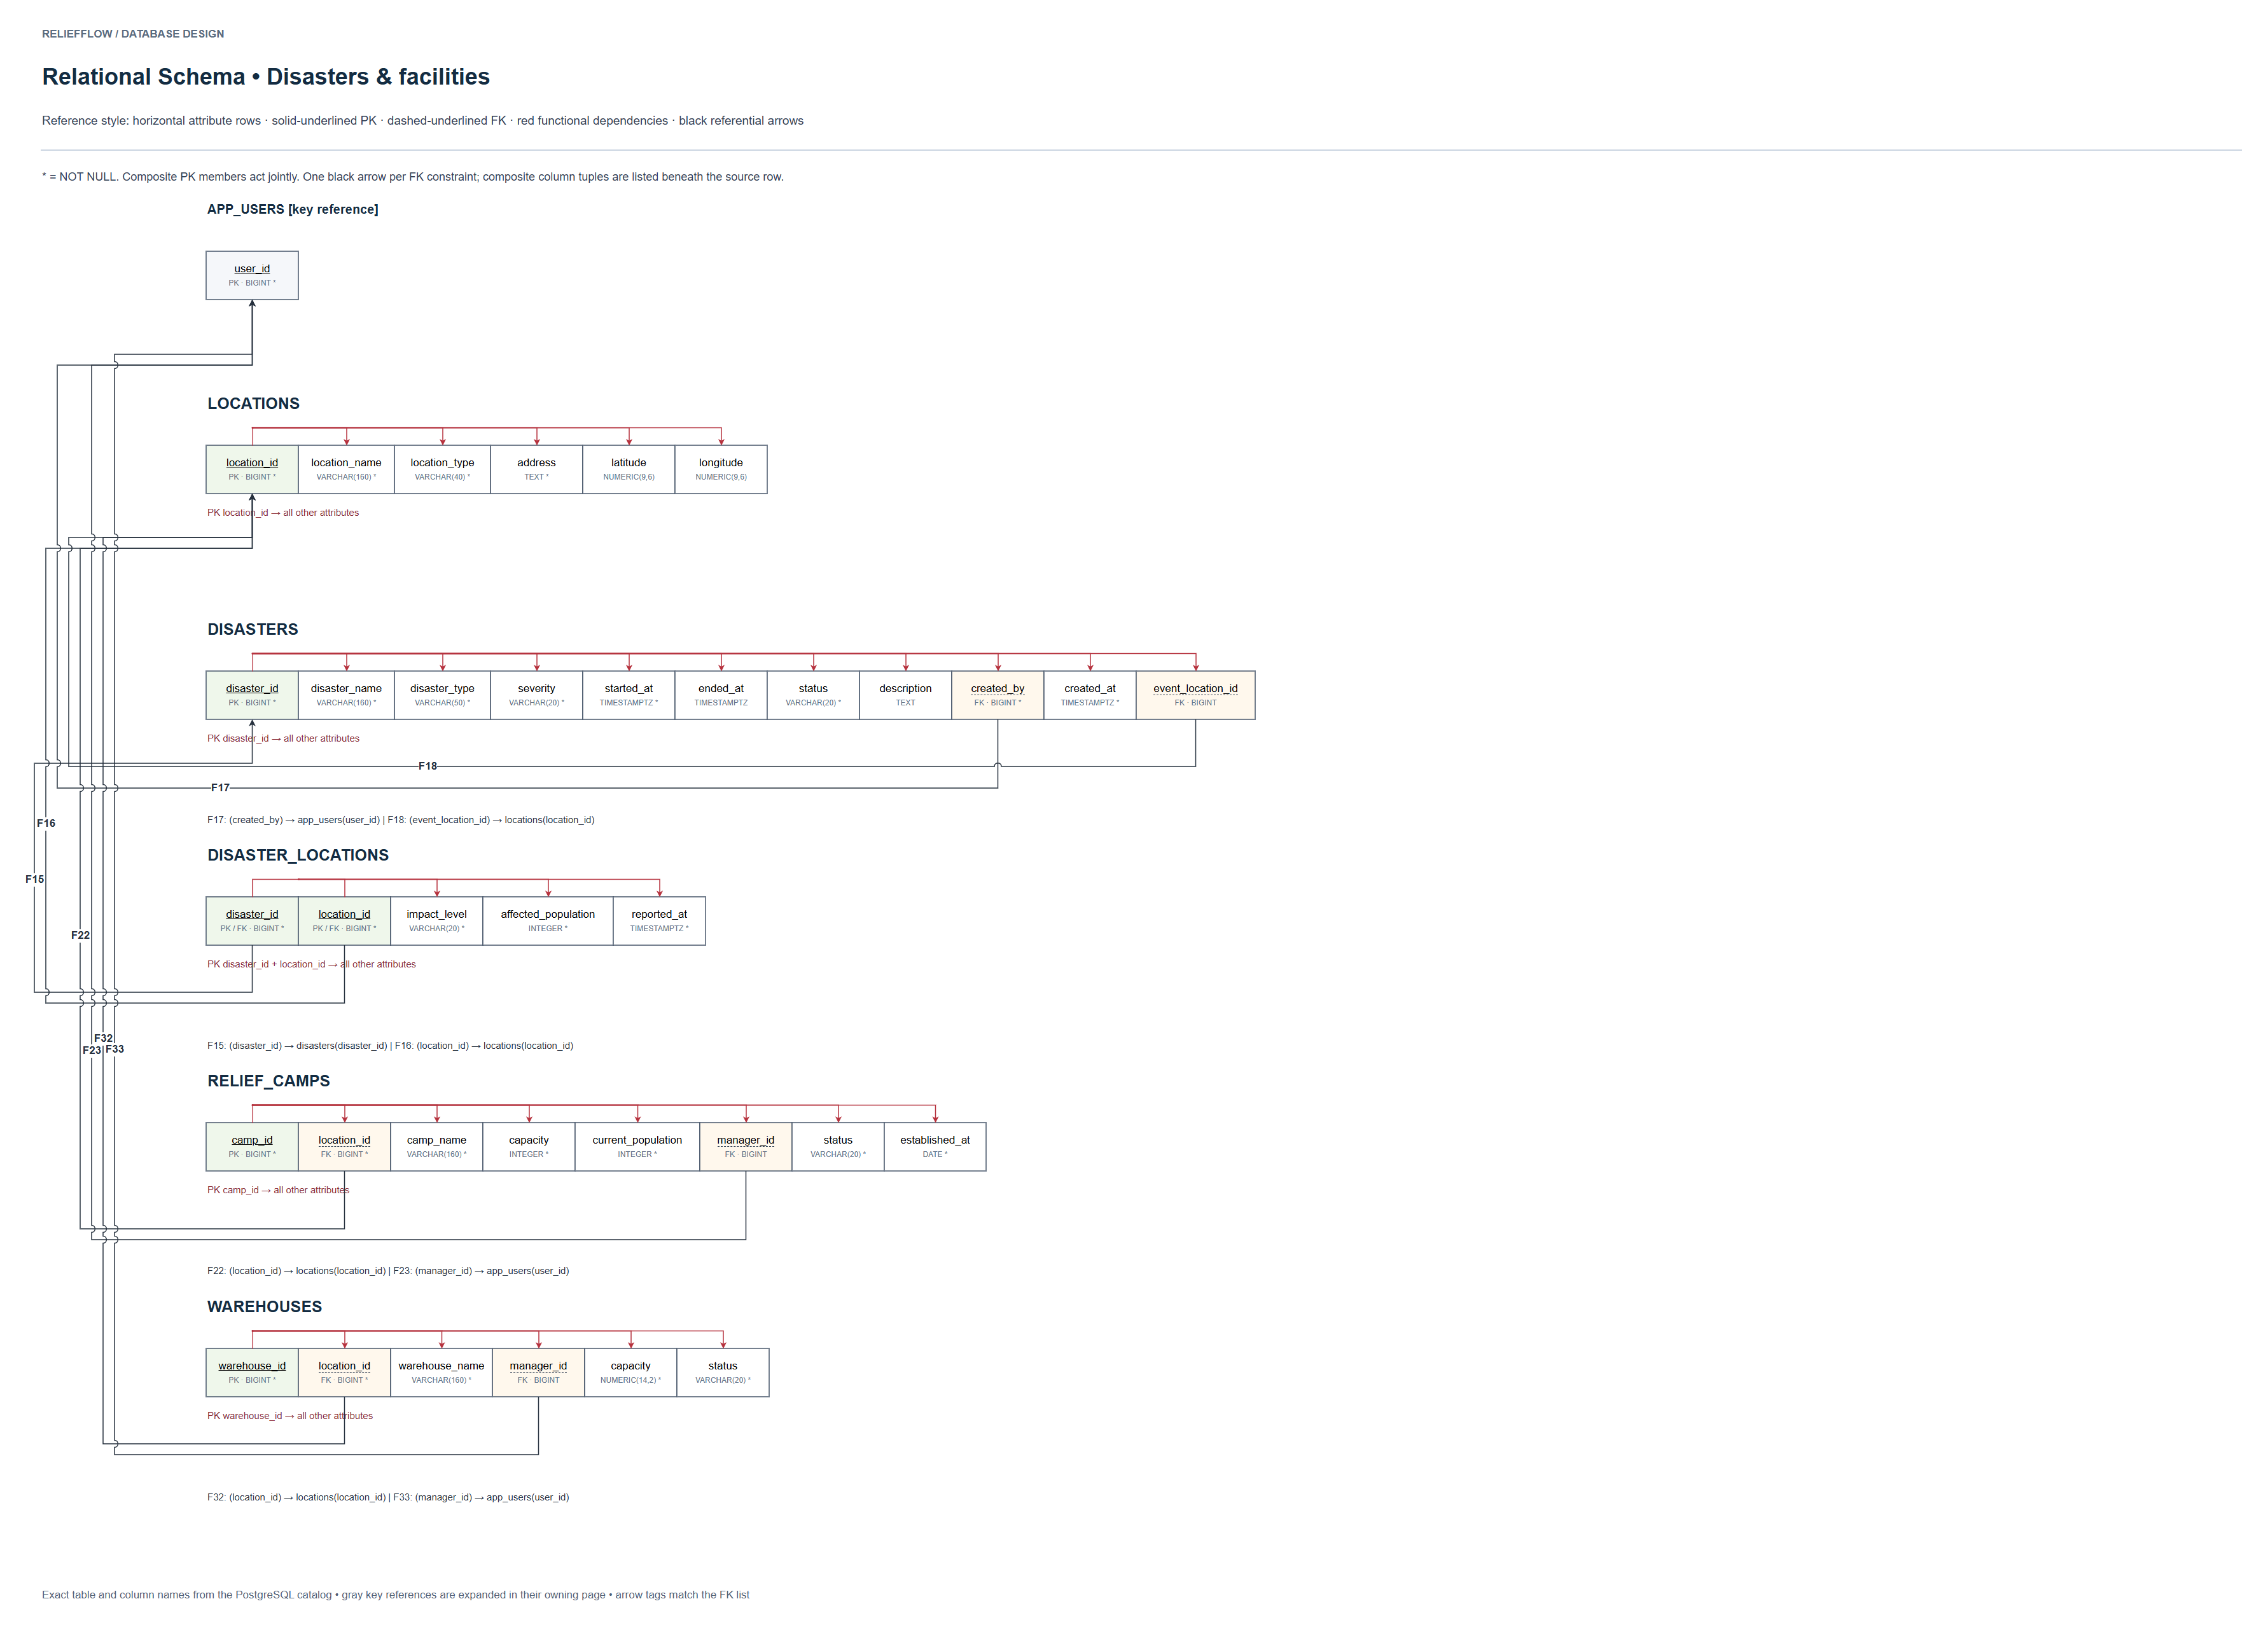 RELIEFFLOW / DATABASE DESIGN
Relational Schema • Disasters & facilities
Reference style: horizontal attribute rows · solid-underlined PK · dashed-underlined FK · red functional dependencies · black referential arrows
* = NOT NULL. Composite PK members act jointly. One black arrow per FK constraint; composite column tuples are listed beneath the source row.
APP_USERS [key reference]
user_id
PK · BIGINT *
LOCATIONS
location_id location_name location_type address latitude longitude
PK · BIGINT * VARCHAR(160) * VARCHAR(40) * TEXT * NUMERIC(9,6) NUMERIC(9,6)
PK location_id → all other attributes
DISASTERS
disaster_id disaster_name disaster_type severity started_at ended_at status description created_by created_at event_location_id
PK · BIGINT * VARCHAR(160) * VARCHAR(50) * VARCHAR(20) * TIMESTAMPTZ * TIMESTAMPTZ VARCHAR(20) * TEXT FK · BIGINT * TIMESTAMPTZ * FK · BIGINT
PK disaster_id → all other attributes
F18
F17
F17: (created_by) → app_users(user_id) | F18: (event_location_id) → locations(location_id)
F16
DISASTER_LOCATIONS
F15
disaster_id location_id impact_level affected_population reported_at
PK / FK · BIGINT * PK / FK · BIGINT * VARCHAR(20) * INTEGER * TIMESTAMPTZ *
F22
PK disaster_id + location_id → all other attributes
F32
F23 F33
F15: (disaster_id) → disasters(disaster_id) | F16: (location_id) → locations(location_id)
RELIEF_CAMPS
camp_id location_id camp_name capacity current_population manager_id status established_at
PK · BIGINT * FK · BIGINT * VARCHAR(160) * INTEGER * INTEGER * FK · BIGINT VARCHAR(20) * DATE *
PK camp_id → all other attributes
F22: (location_id) → locations(location_id) | F23: (manager_id) → app_users(user_id)
WAREHOUSES
warehouse_id location_id warehouse_name manager_id capacity status
PK · BIGINT * FK · BIGINT * VARCHAR(160) * FK · BIGINT NUMERIC(14,2) * VARCHAR(20) *
PK warehouse_id → all other attributes
F32: (location_id) → locations(location_id) | F33: (manager_id) → app_users(user_id)
Exact table and column names from the PostgreSQL catalog • gray key references are expanded in their owning page • arrow tags match the FK list